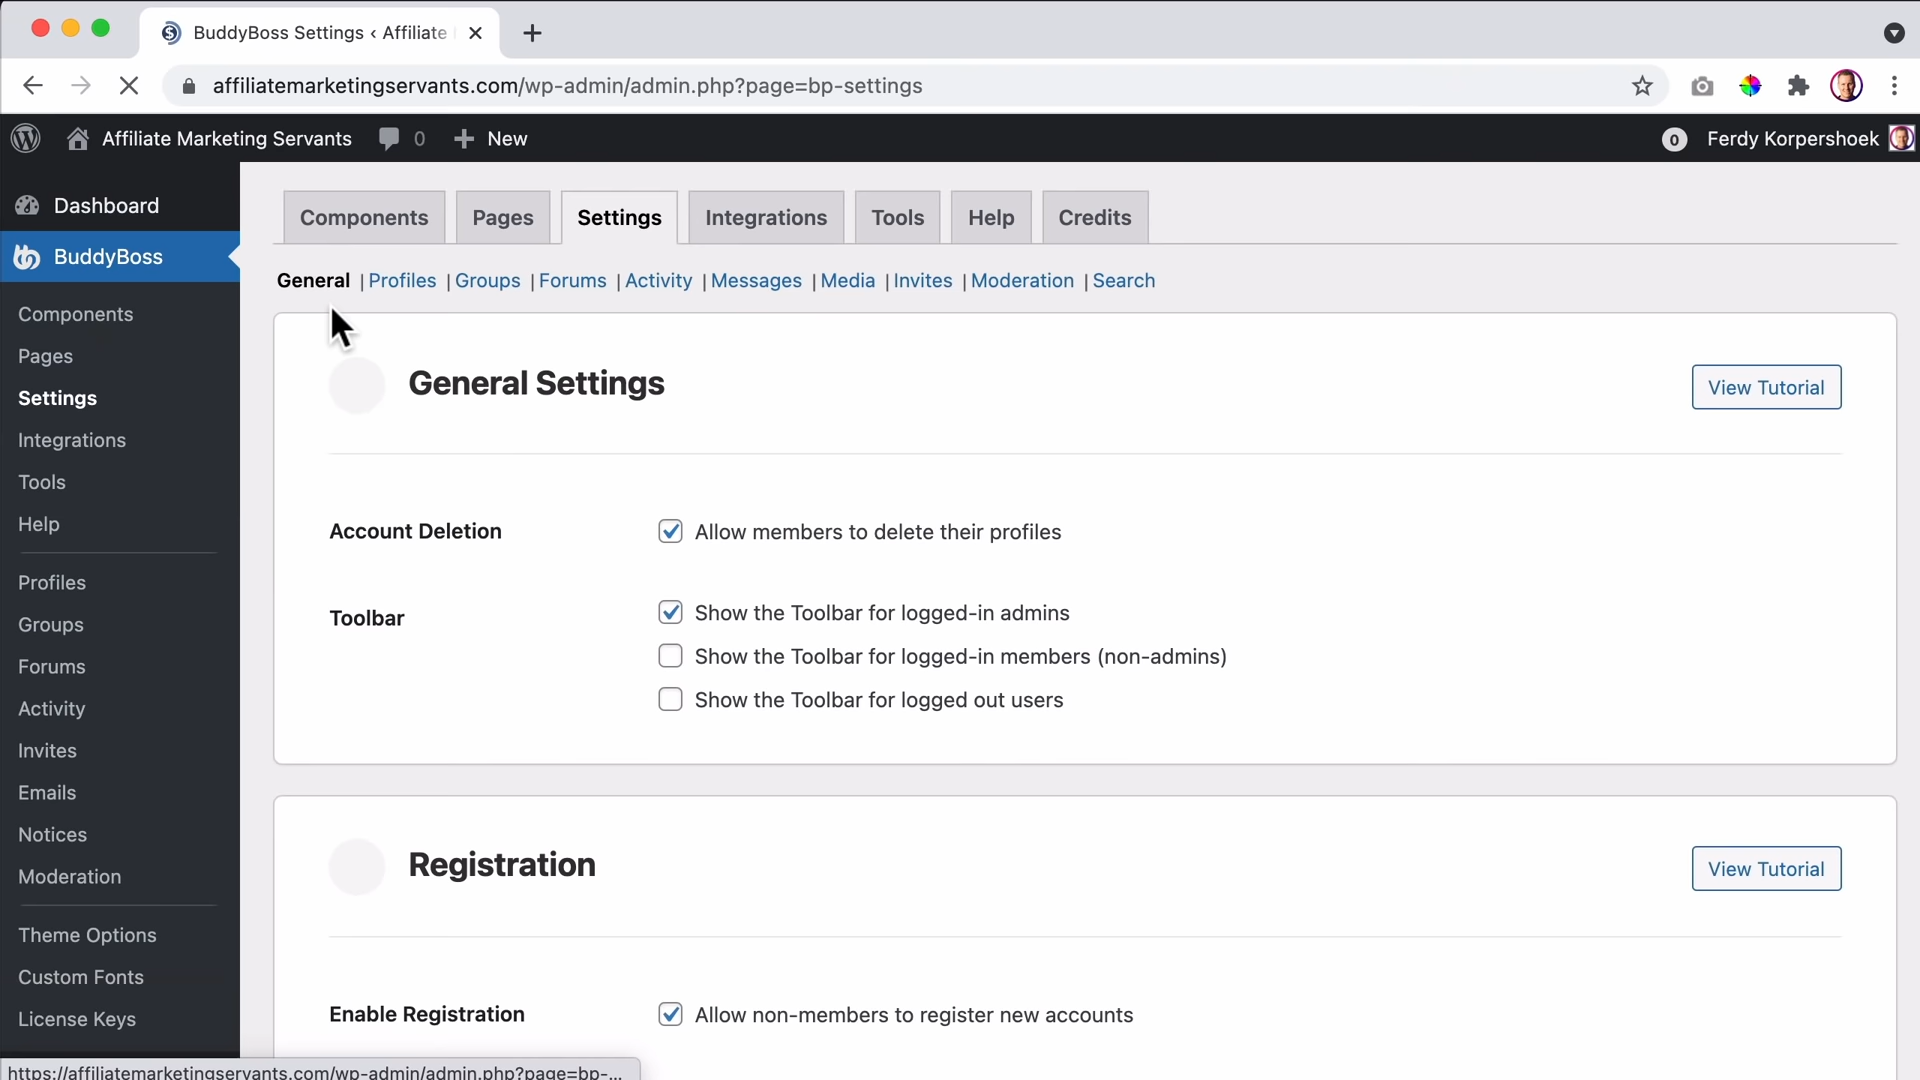 BuddyBoss Settings ‹ Affiliate
affiliatemarketingservants.com/wp-admin/admin.php?page=bp-settings
Affiliate Marketing Servants 0 New 0 Ferdy Korpershoek
Dashboard
BuddyBoss
Components
Pages
Settings
Integrations
Tools
Help
Profiles
Groups
Forums
Activity
Invites
Emails
Notices
Moderation
Theme Options
Custom Fonts
License Keys
Components Pages Settings Integrations Tools Help Credits
General | Profiles | Groups | Forums | Activity | Messages | Media | Invites | Moderation | Search
General Settings View Tutorial
Account Deletion Allow members to delete their profiles
Toolbar Show the Toolbar for logged-in admins
Show the Toolbar for logged-in members (non-admins)
Show the Toolbar for logged out users
Registration View Tutorial
Enable Registration Allow non-members to register new accounts
https://affiliatemarketingservants.com/wp-admin/admin.php?page=bp-...